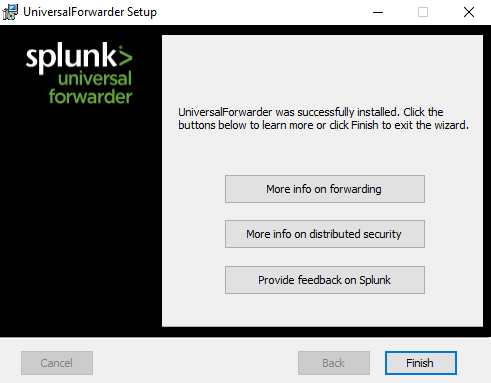 UniversalForwarder Setup
splunk>
universal
forwarder
UniversalForwarder was successfully installed. Click the
buttons below to learn more or click Finish to exit the wizard.
More info on forwarding
More info on distributed security
Provide feedback on Splunk
Cancel
Back
Finish